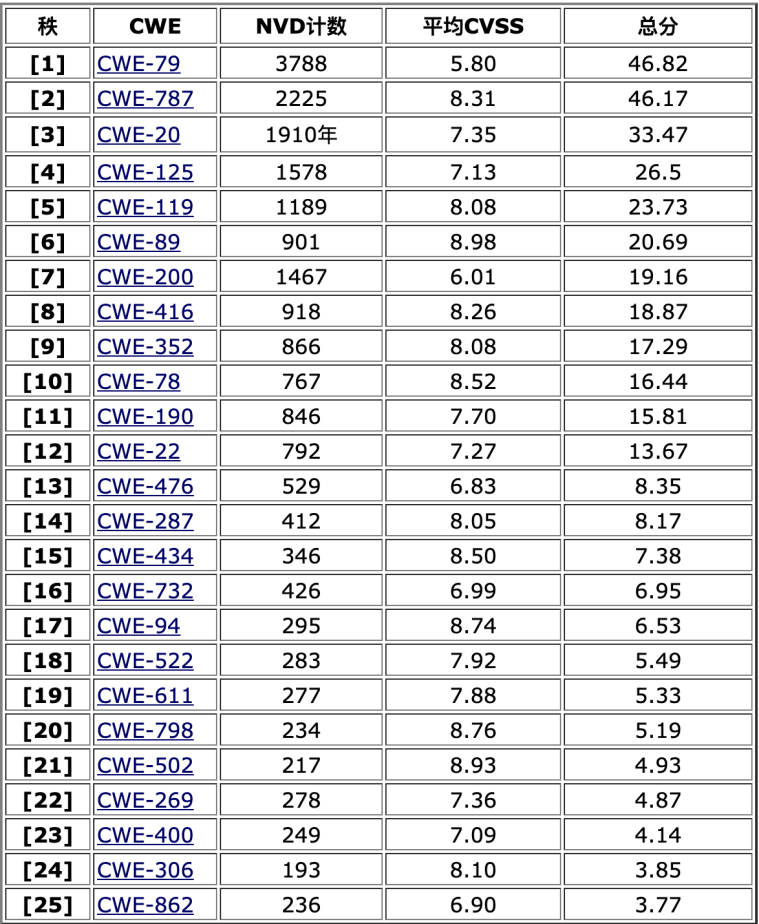 秩 CWE NVD计数 平均CVSS 总分
[1] CWE-79 3788 5.80 46.82
[2] CWE-787 2225 8.31 46.17
[3] CWE-20 1910年 7.35 33.47
[4] CWE-125 1578 7.13 26.5
[5] CWE-119 1189 8.08 23.73
[6] CWE-89 901 8.98 20.69
[7] CWE-200 1467 6.01 19.16
[8] CWE-416 918 8.26 18.87
[9] CWE-352 866 8.08 17.29
[10] CWE-78 767 8.52 16.44
[11] CWE-190 846 7.70 15.81
[12] CWE-22 792 7.27 13.67
[13] CWE-476 529 6.83 8.35
[14] CWE-287 412 8.05 8.17
[15] CWE-434 346 8.50 7.38
[16] CWE-732 426 6.99 6.95
[17] CWE-94 295 8.74 6.53
[18] CWE-522 283 7.92 5.49
[19] CWE-611 277 7.88 5.33
[20] CWE-798 234 8.76 5.19
[21] CWE-502 217 8.93 4.93
[22] CWE-269 278 7.36 4.87
[23] CWE-400 249 7.09 4.14
[24] CWE-306 193 8.10 3.85
[25] CWE-862 236 6.90 3.77